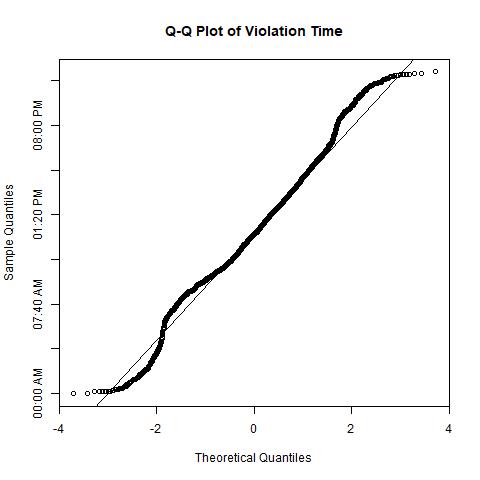 Q-Q Plot of Violation Time
Sample Quantiles
08:00 PM
01:20 PM
07:40 AM
00:00 AM
-4 -2 0 2 4
Theoretical Quantiles